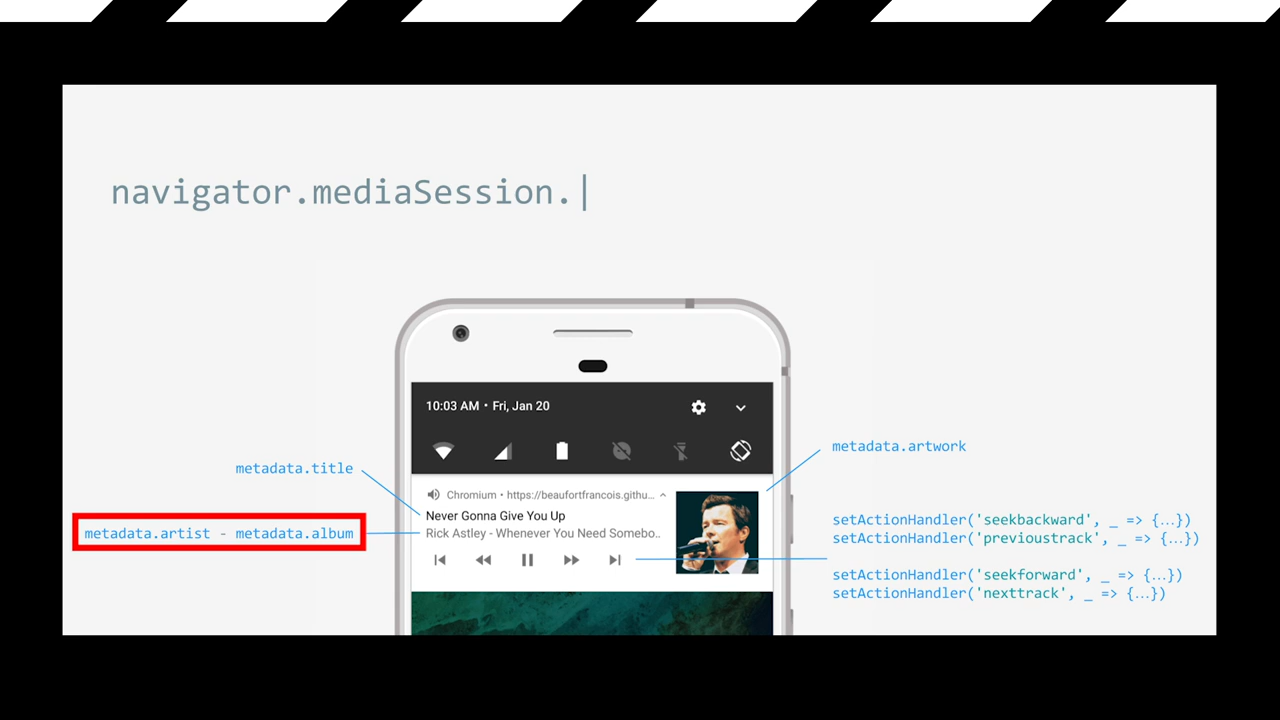 navigator.mediaSession.|
10:03 AM • Fri, Jan 20
metadata.artwork
metadata.title
Chromium • https://beaufortfrancois.githu…
Never Gonna Give You Up
metadata.artist - metadata.album
Rick Astley - Whenever You Need Somebo..
setActionHandler('seekbackward', _ => {…})
setActionHandler('previoustrack', _ => {…})
setActionHandler('seekforward', _ => {…})
setActionHandler('nexttrack', _ => {…})